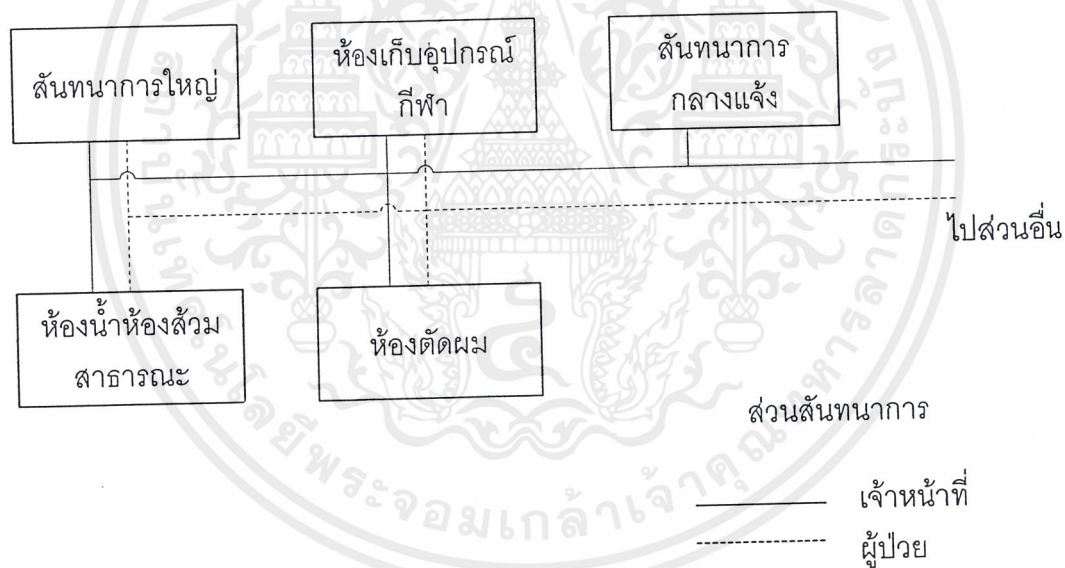 สันทนาการใหญ่
ห้องเก็บอุปกรณ์
กีฬา
สันทนาการ
กลางแจ้ง
ไปส่วนอื่น
ห้องน้ำห้องส้วม
สาธารณะ
ห้องตัดผม
ส่วนสันทนาการ
เจ้าหน้าที่
ผู้ป่วย